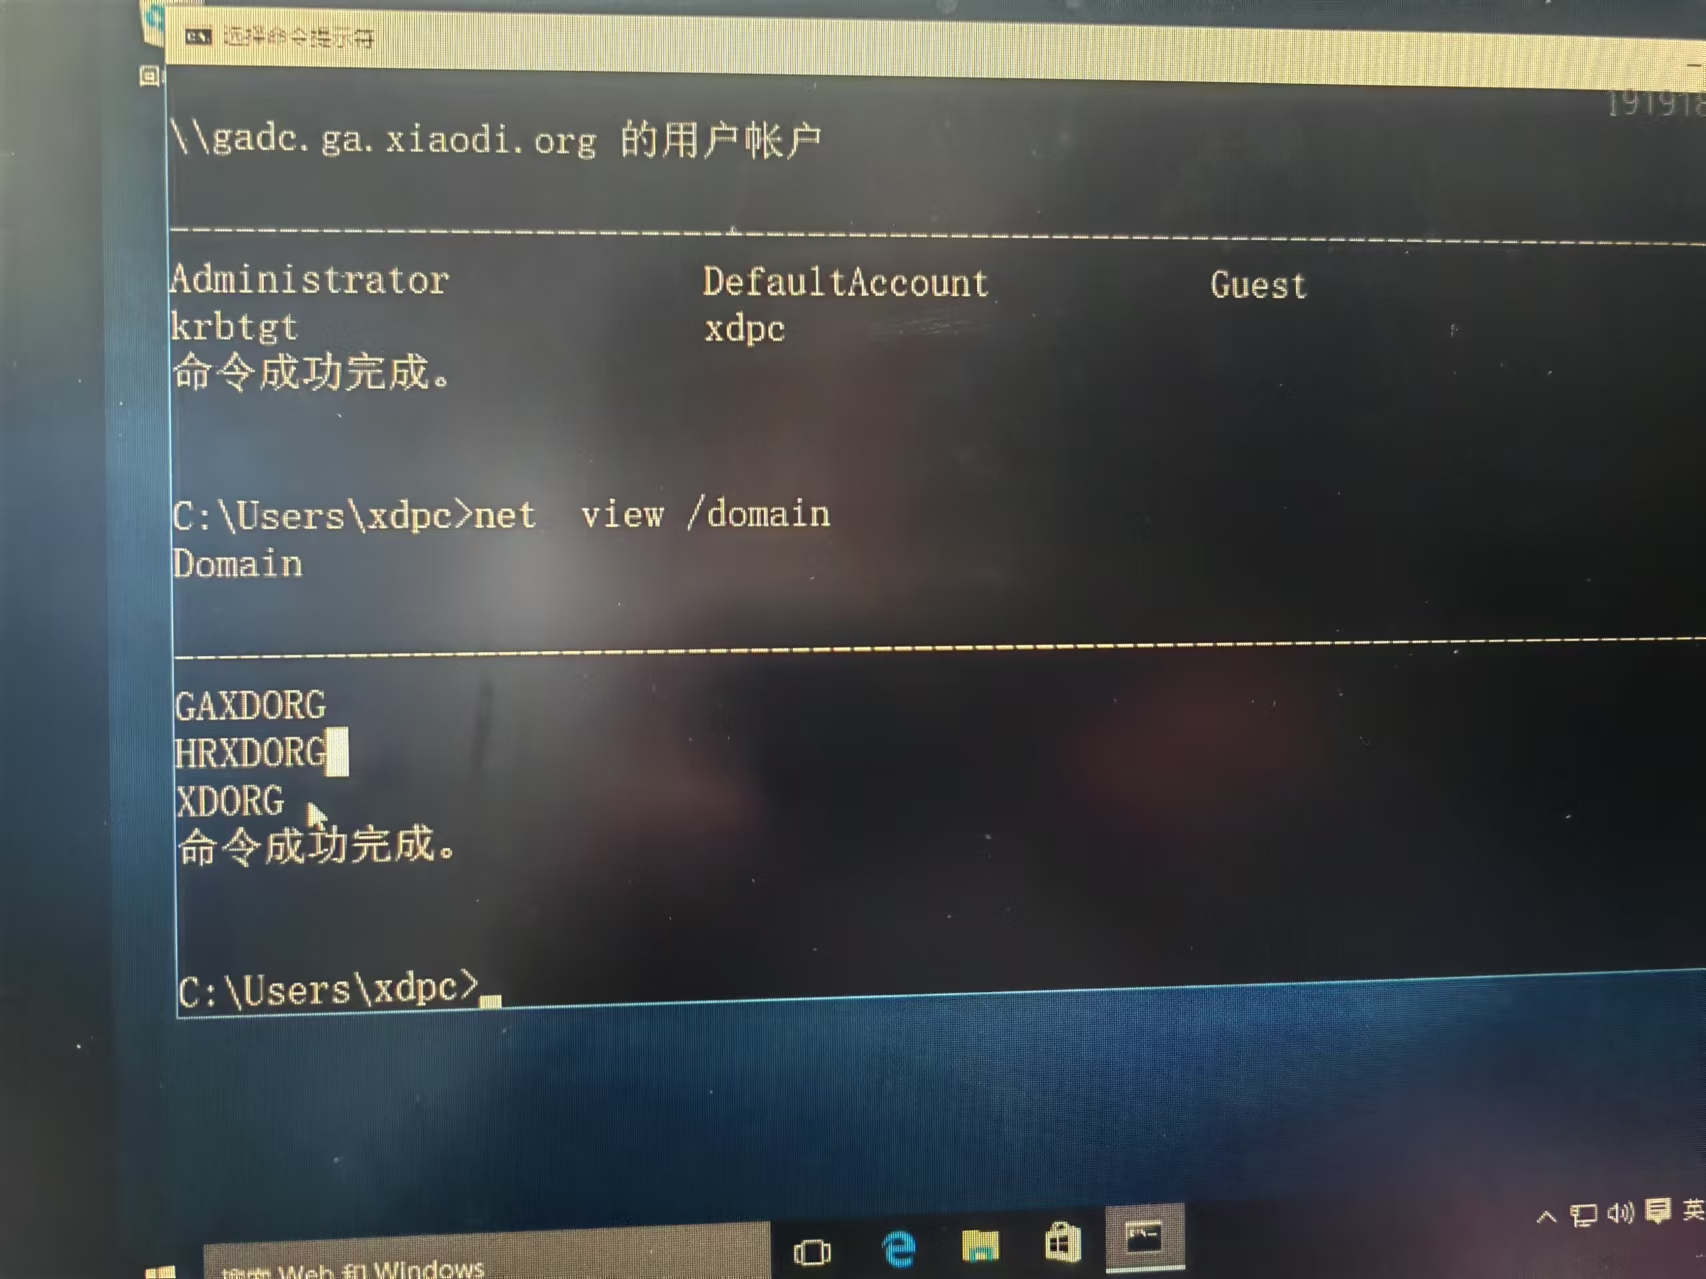 选择命令提示符
191918
\\gadc.ga.xiaodi.org 的用户帐户
-------------------------------------------------------------------------------
Administrator DefaultAccount Guest
krbtgt xdpc
命令成功完成。
C:\Users\xdpc>net  view /domain
Domain
-------------------------------------------------------------------------------
GAXDORG
HRXDORG
XDORG
命令成功完成。
C:\Users\xdpc>
英
Web 和 Windows